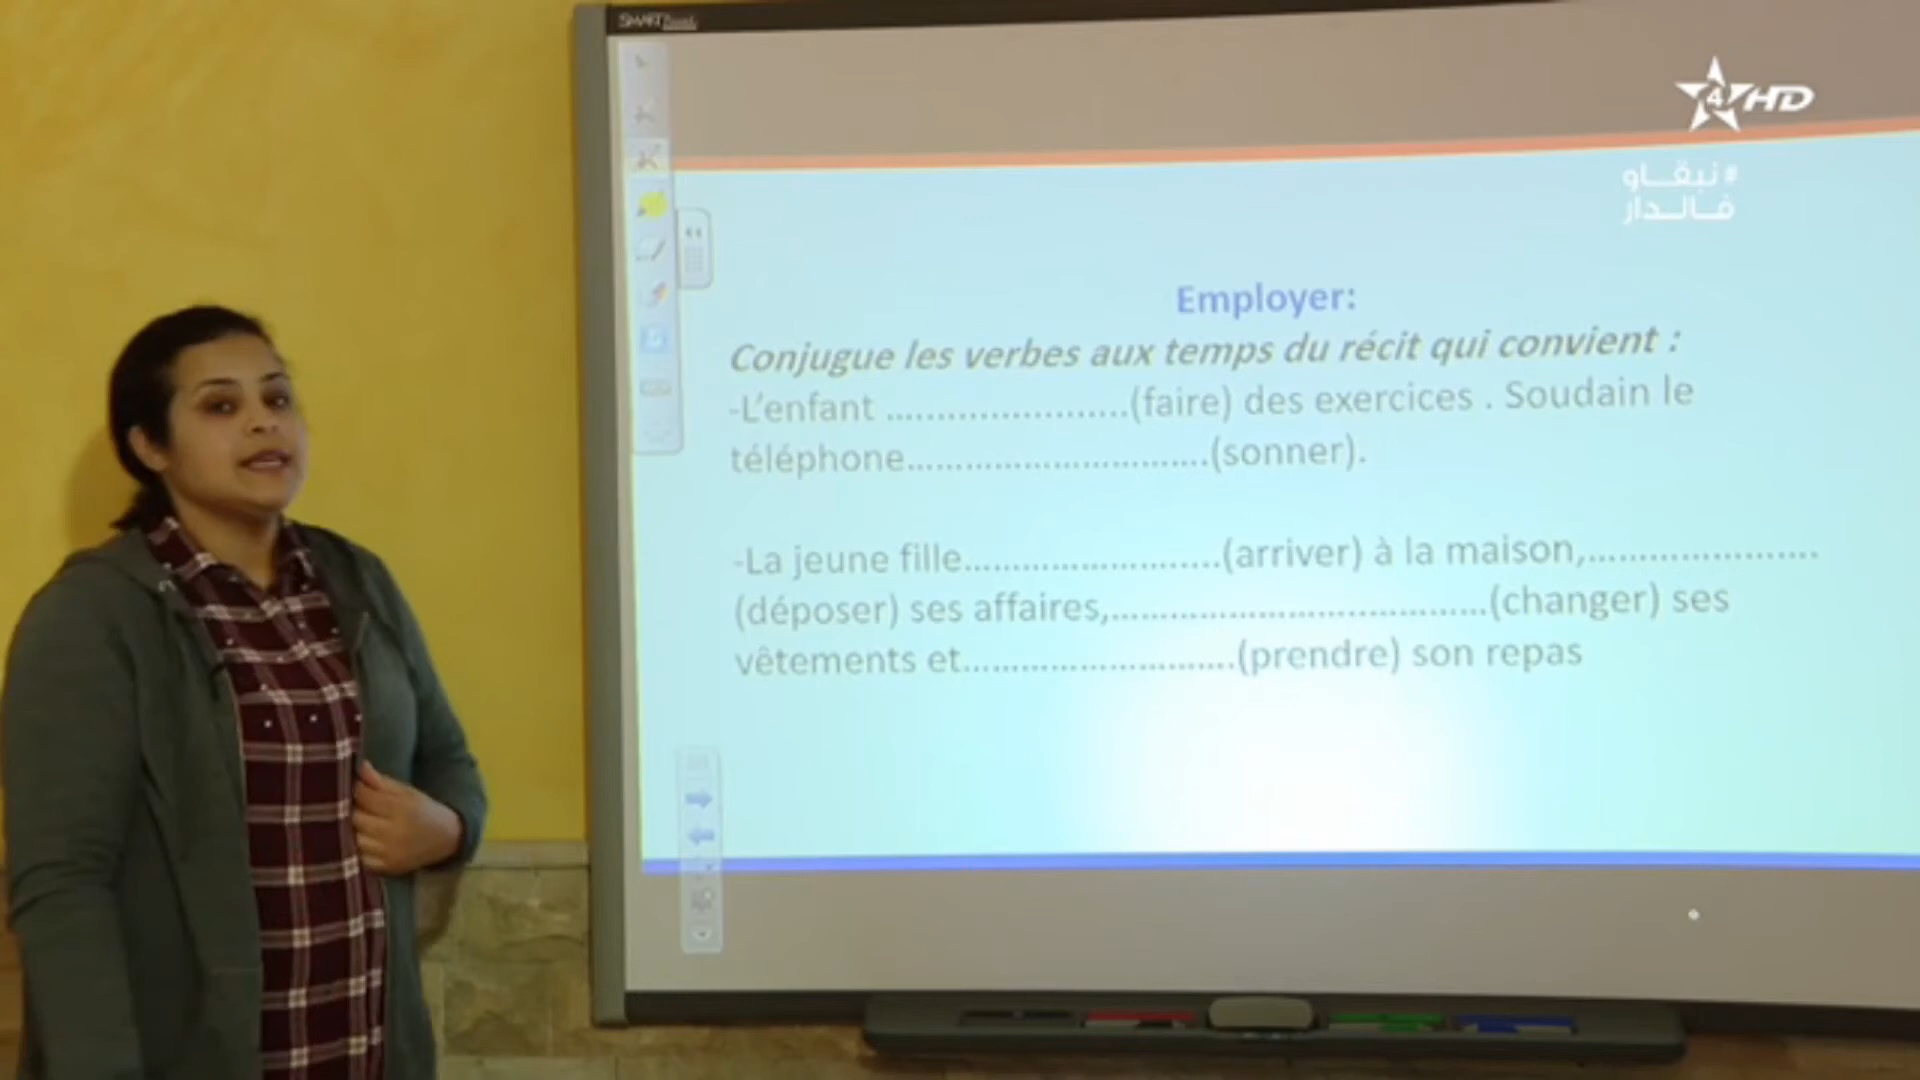 SMART Board
4 HD
#نبقاو
فالدار
Employer:
Conjugue les verbes aux temps du récit qui convient :
-L'enfant .........................(faire) des exercices . Soudain le
téléphone...............................(sonner).
-La jeune fille..........................(arriver) à la maison,........................
(déposer) ses affaires,.......................................(changer) ses
vêtements et............................(prendre) son repas